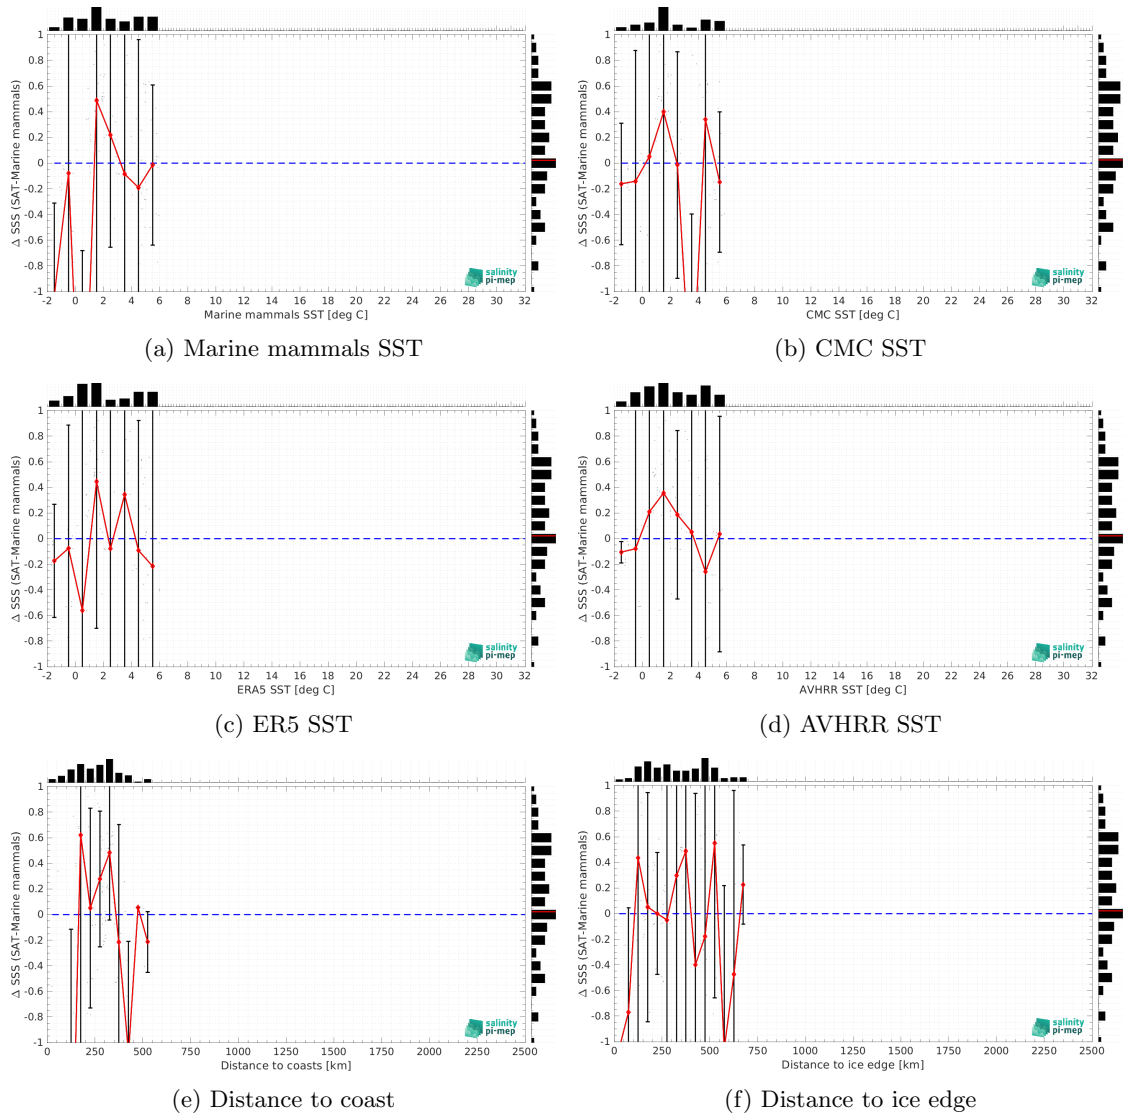 1
0.8
0.6
0.4
0.2
0
-0.2
-0.4
-0.6
-0.8
-1
Δ SSS (SAT-Marine mammals)
-2 0 2 4 6 8 10 12 14 16 18 20 22 24 26 28 30 32
Marine mammals SST [deg C]
salinity
pi-mep
(a) Marine mammals SST
1
0.8
0.6
0.4
0.2
0
-0.2
-0.4
-0.6
-0.8
-1
Δ SSS (SAT-Marine mammals)
-2 0 2 4 6 8 10 12 14 16 18 20 22 24 26 28 30 32
CMC SST [deg C]
salinity
pi-mep
(b) CMC SST
1
0.8
0.6
0.4
0.2
0
-0.2
-0.4
-0.6
-0.8
-1
Δ SSS (SAT-Marine mammals)
-2 0 2 4 6 8 10 12 14 16 18 20 22 24 26 28 30 32
ERA5 SST [deg C]
salinity
pi-mep
(c) ER5 SST
1
0.8
0.6
0.4
0.2
0
-0.2
-0.4
-0.6
-0.8
-1
Δ SSS (SAT-Marine mammals)
-2 0 2 4 6 8 10 12 14 16 18 20 22 24 26 28 30 32
AVHRR SST [deg C]
salinity
pi-mep
(d) AVHRR SST
1
0.8
0.6
0.4
0.2
0
-0.2
-0.4
-0.6
-0.8
-1
Δ SSS (SAT-Marine mammals)
0 250 500 750 1000 1250 1500 1750 2000 2250 2500
Distance to coasts [km]
salinity
pi-mep
(e) Distance to coast
1
0.8
0.6
0.4
0.2
0
-0.2
-0.4
-0.6
-0.8
-1
Δ SSS (SAT-Marine mammals)
0 250 500 750 1000 1250 1500 1750 2000 2250 2500
Distance to ice edge [km]
salinity
pi-mep
(f) Distance to ice edge